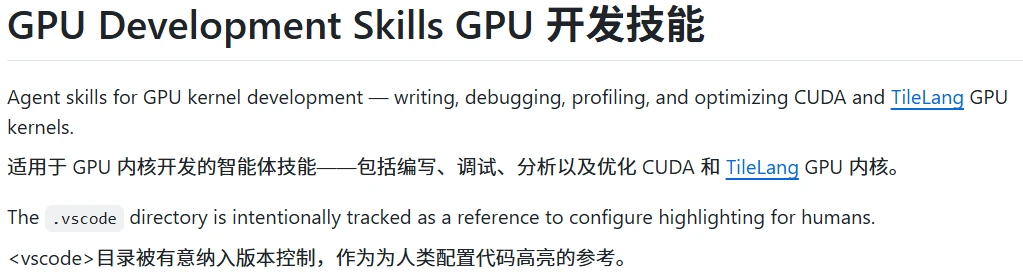 GPU Development Skills GPU 开发技能
Agent skills for GPU kernel development — writing, debugging, profiling, and optimizing CUDA and TileLang GPU
kernels.
适用于 GPU 内核开发的智能体技能——包括编写、调试、分析以及优化 CUDA 和 TileLang GPU 内核。
The .vscode directory is intentionally tracked as a reference to configure highlighting for humans.
<vscode>目录被有意纳入版本控制，作为为人类配置代码高亮的参考。